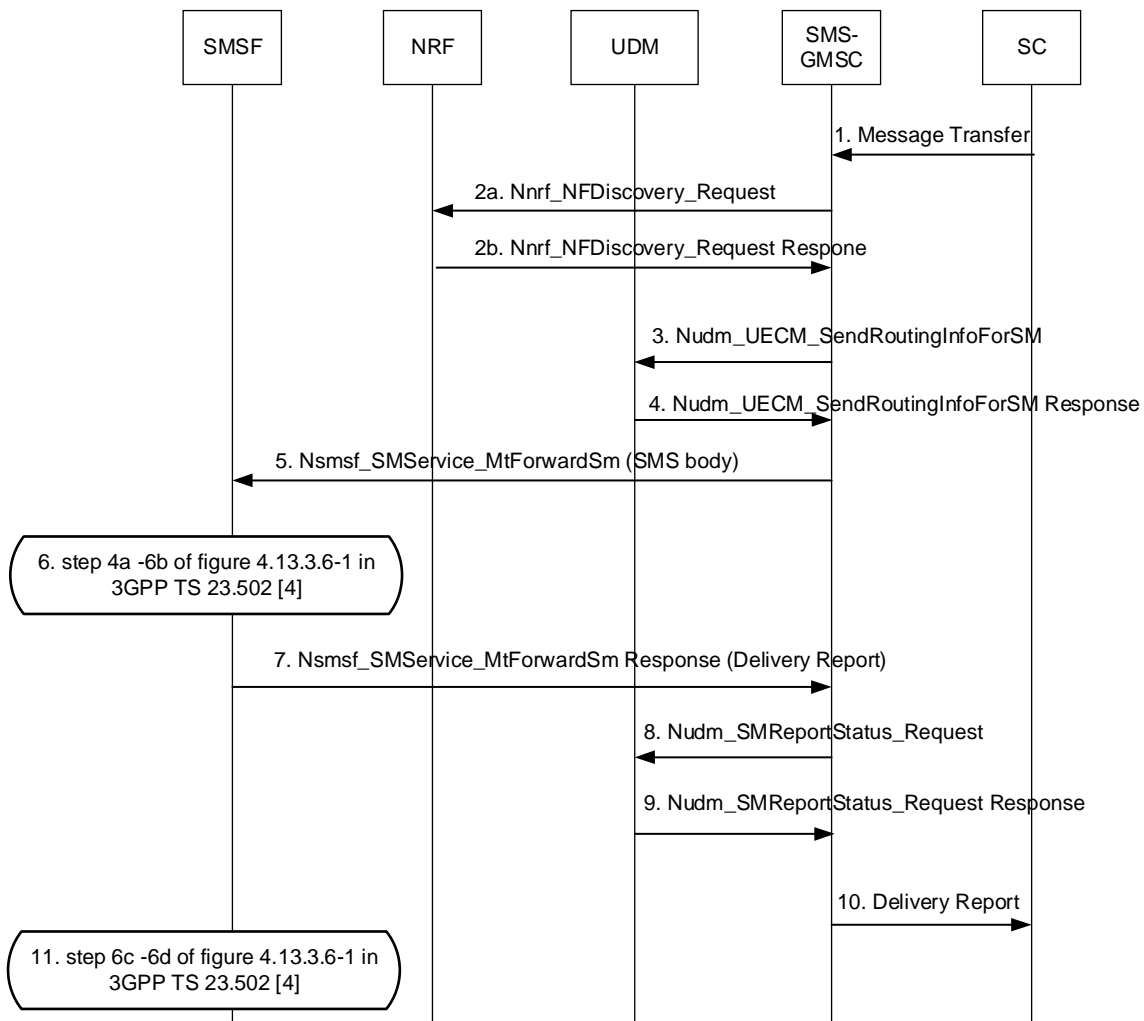 SMSF
NRF
UDM
SMS-
GMSC
SC
1. Message Transfer
2a. Nnrf_NFDiscovery_Request
2b. Nnrf_NFDiscovery_Request Respone
3. Nudm_UECM_SendRoutingInfoForSM
4. Nudm_UECM_SendRoutingInfoForSM Response
5. Nsmsf_SMService_MtForwardSm (SMS body)
6. step 4a -6b of figure 4.13.3.6-1 in
3GPP TS 23.502 [4]
7. Nsmsf_SMService_MtForwardSm Response (Delivery Report)
8. Nudm_SMReportStatus_Request
9. Nudm_SMReportStatus_Request Response
10. Delivery Report
11. step 6c -6d of figure 4.13.3.6-1 in
3GPP TS 23.502 [4]